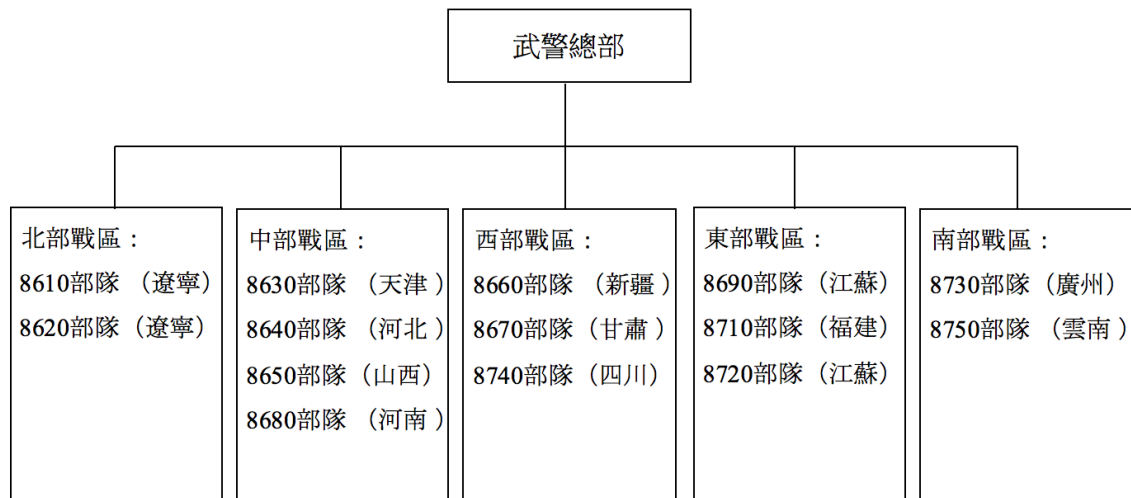 武警總部
北部戰區：
8610部隊 （遼寧）
8620部隊（遼寧）
中部戰區：
8630部隊 （天津 ）
8640部隊 （河北 ）
8650部隊（山西）
8680部隊 （河南 ）
西部戰區：
8660部隊 （新疆 ）
8670部隊 （甘肅 ）
8740部隊 （四川）
東部戰區：
8690部隊（江蘇）
8710部隊（福建）
8720部隊（江蘇）
南部戰區：
8730部隊（廣州）
8750部隊（雲南 ）